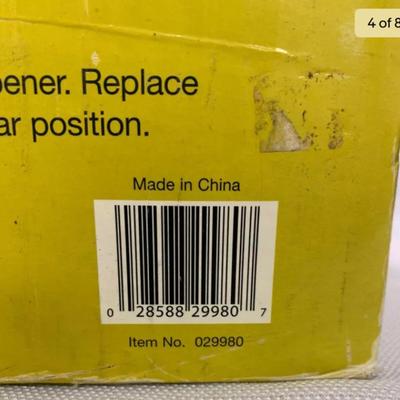 4 of 8
pener. Replace
ar position.
Made in China
0 28588 29980 7
Item No. 029980